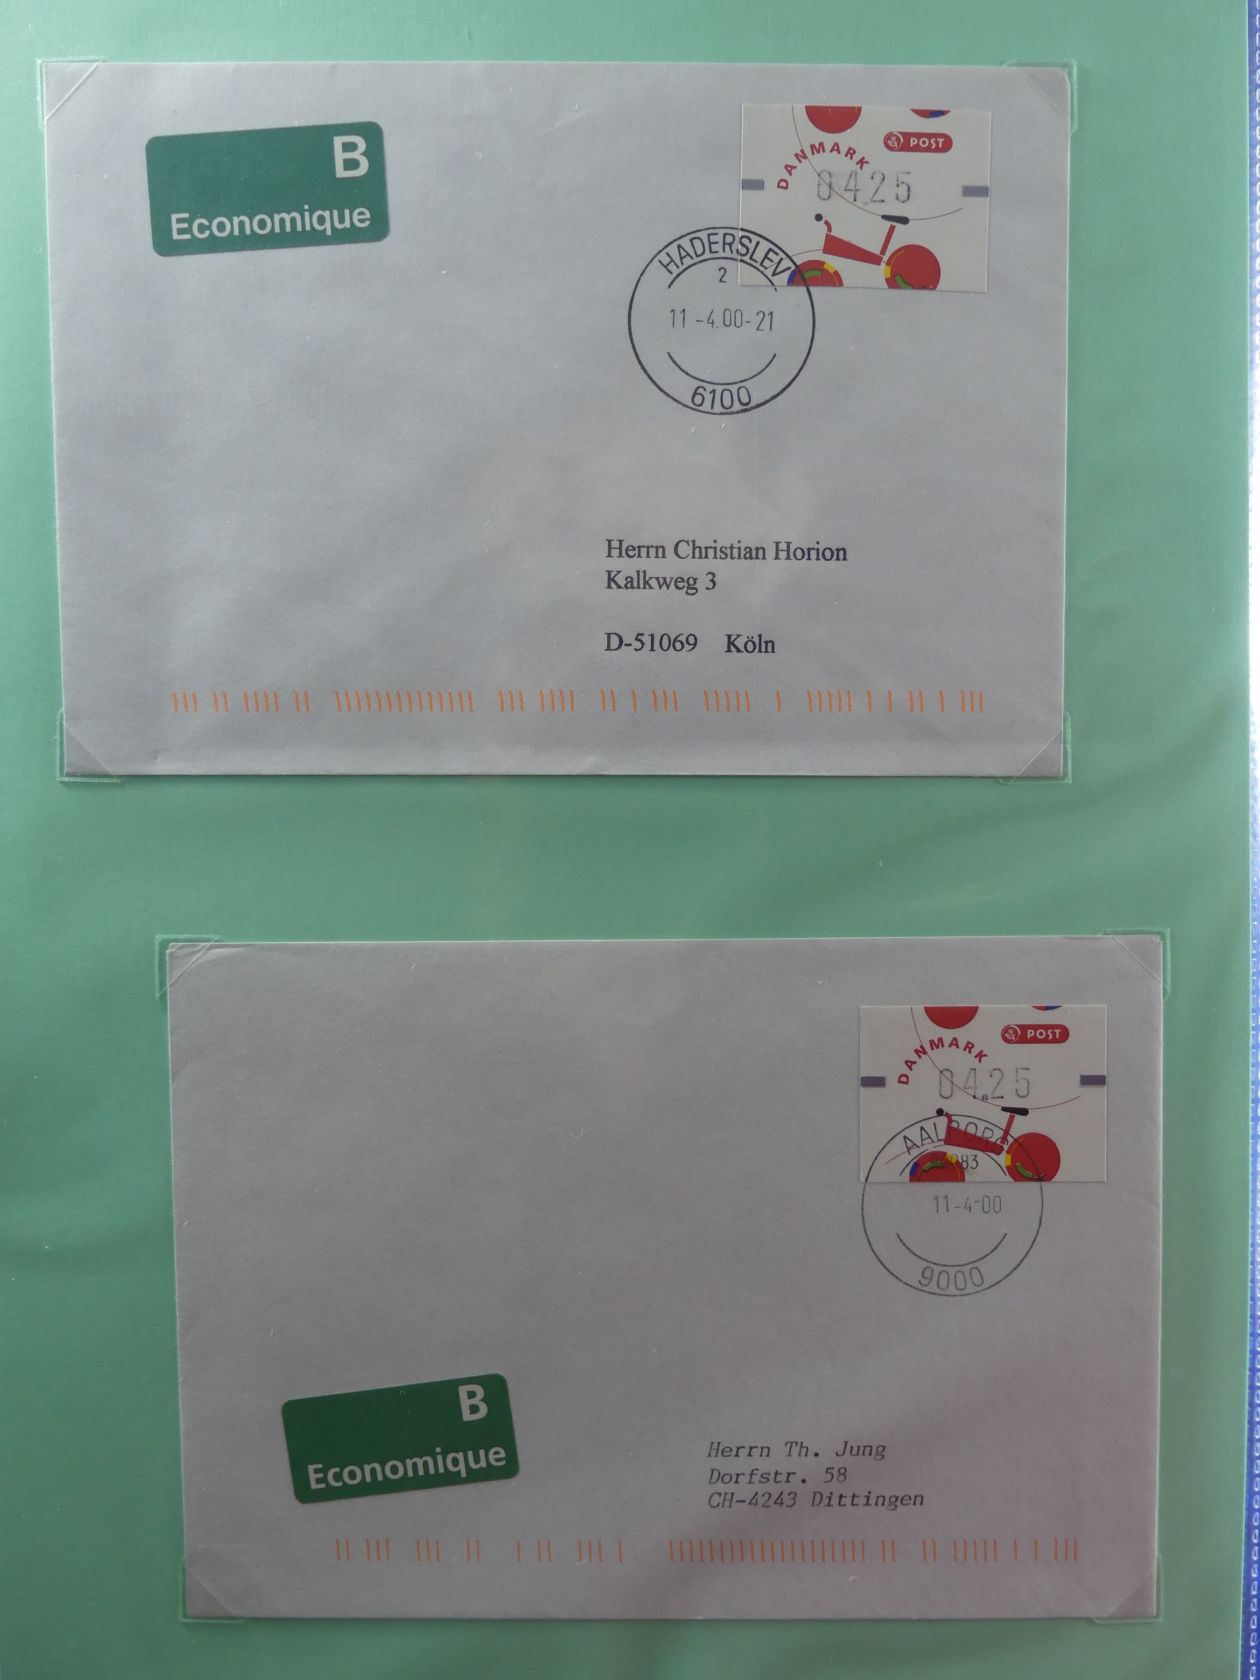 B
Economique
DANMARK
POST
04.25
HADERSLEV
2
11 -4.00-21
6100
Herrn Christian Horion
Kalkweg 3
D-51069 Köln
DANMARK
POST
04.25
AALBORG
11-4-00
9000
B
Economique
Herrn Th. Jung
Dorfstr. 58
CH-4243 Dittingen